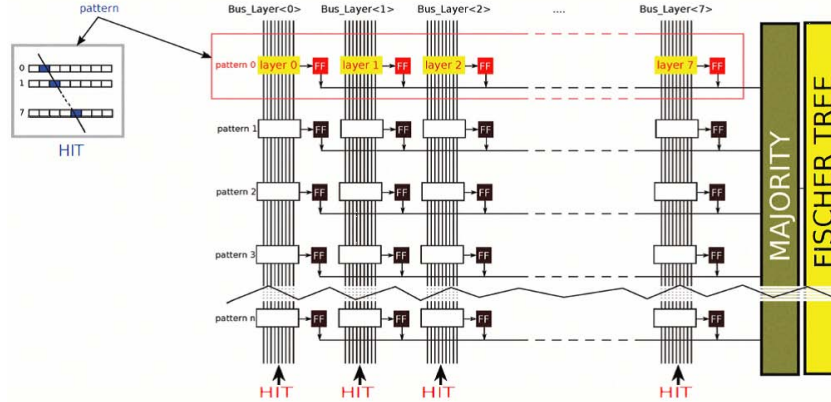 pattern
Bus_Layer<0> Bus_Layer<1> Bus_Layer<2> .... Bus_Layer<7>
pattern 0 layer 0 FF layer 1 FF layer 2 FF layer 7 FF
0
1
7
HIT
pattern 1 FF FF FF FF
pattern 2 FF FF FF FF
pattern 3 FF FF FF FF
pattern n FF FF FF FF
HIT HIT HIT HIT
MAJORITY
FISCHER TREE